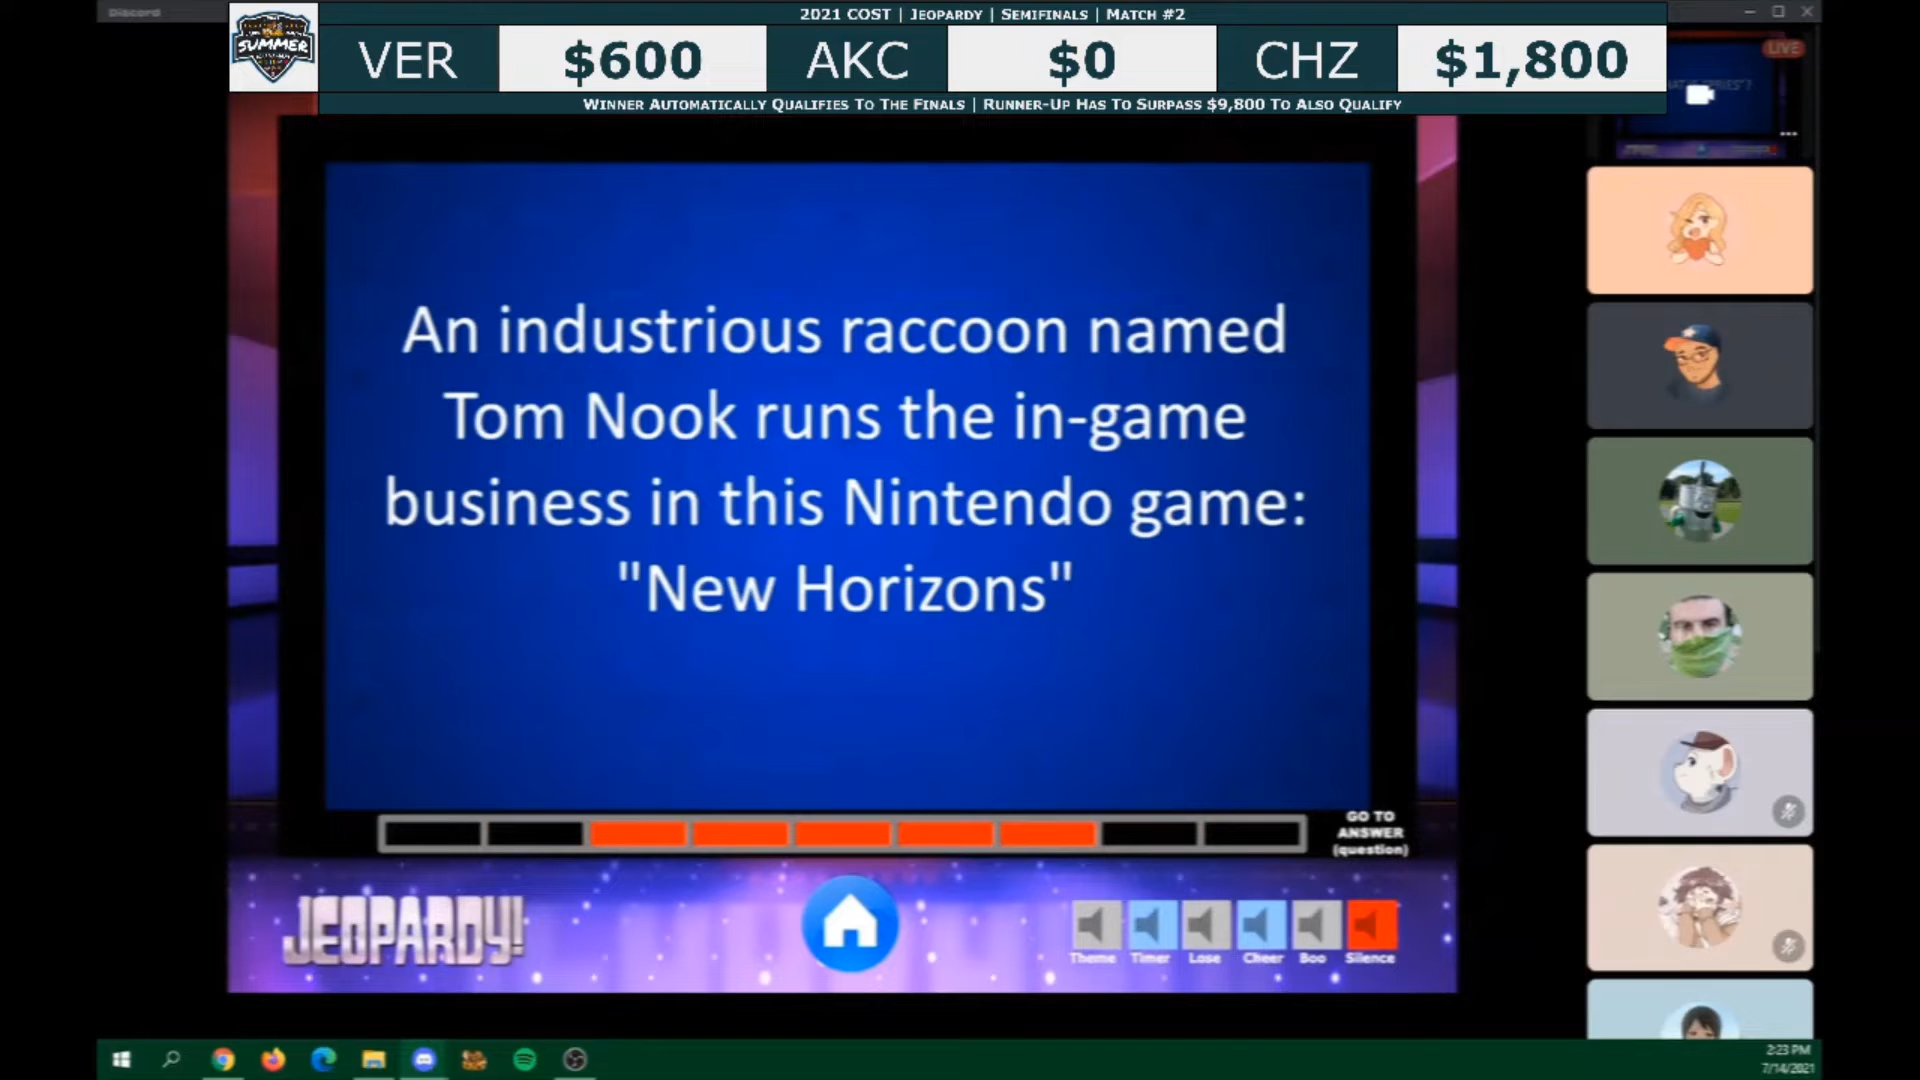 Discord
2021 COST | JEOPARDY | SEMIFINALS | MATCH #2
SUMMER
VER $600 AKC $0 CHZ $1,800
WINNER AUTOMATICALLY QUALIFIES TO THE FINALS | RUNNER-UP HAS TO SURPASS $9,800 TO ALSO QUALIFY
LIVE
An industrious raccoon named
Tom Nook runs the in-game
business in this Nintendo game:
"New Horizons"
GO TO
ANSWER
(question)
JEOPARDY!
Theme Timer Lose Cheer Boo Silence
2:23 PM
7/14/2021